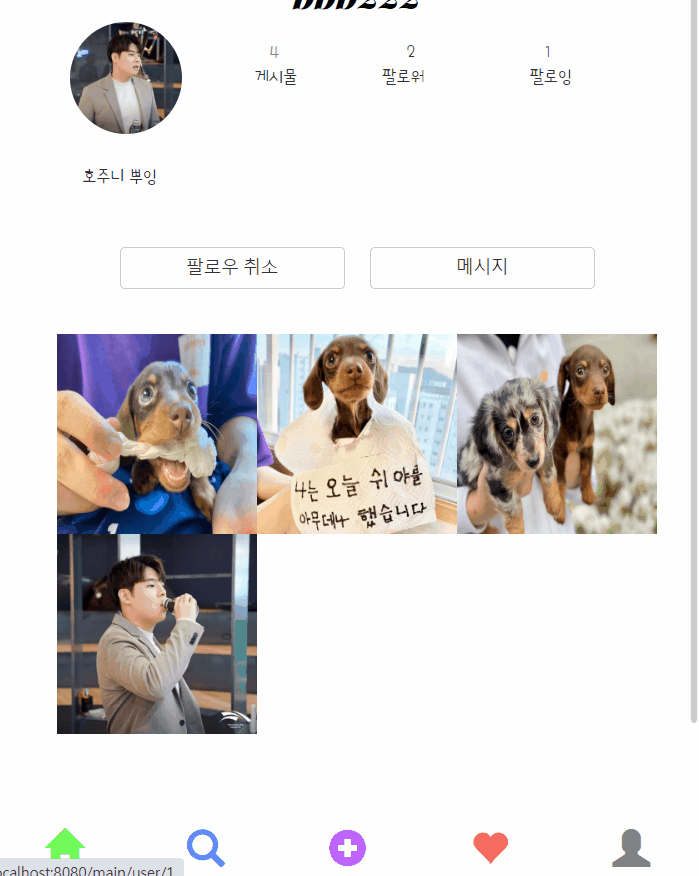 bbb222
4
2
1
게시물
팔로워
팔로잉
호주니 뿌잉
팔로우 취소
메시지
나는 오늘 쉬 야를
아무데나 했습니다
ocalhost:8080/main/user/1